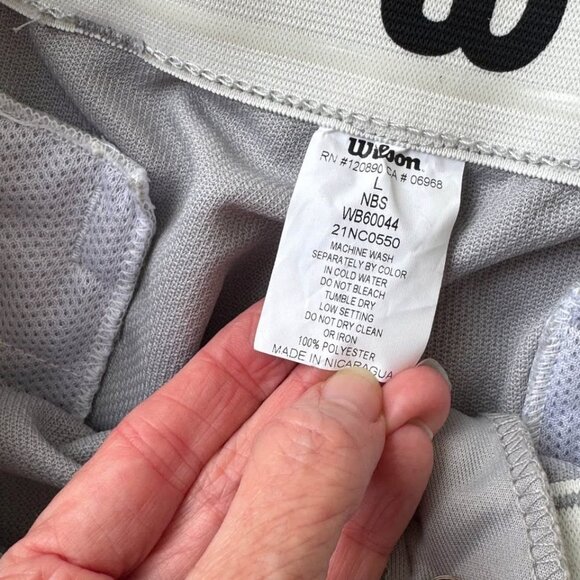 W
Wilson
RN #120890 CA # 06968
L
NBS
WB60044
21NC0550
MACHINE WASH
SEPARATELY BY COLOR
IN COLD WATER
DO NOT BLEACH
TUMBLE DRY
LOW SETTING
DO NOT DRY CLEAN
OR IRON
100% POLYESTER
MADE IN NICARAGUA